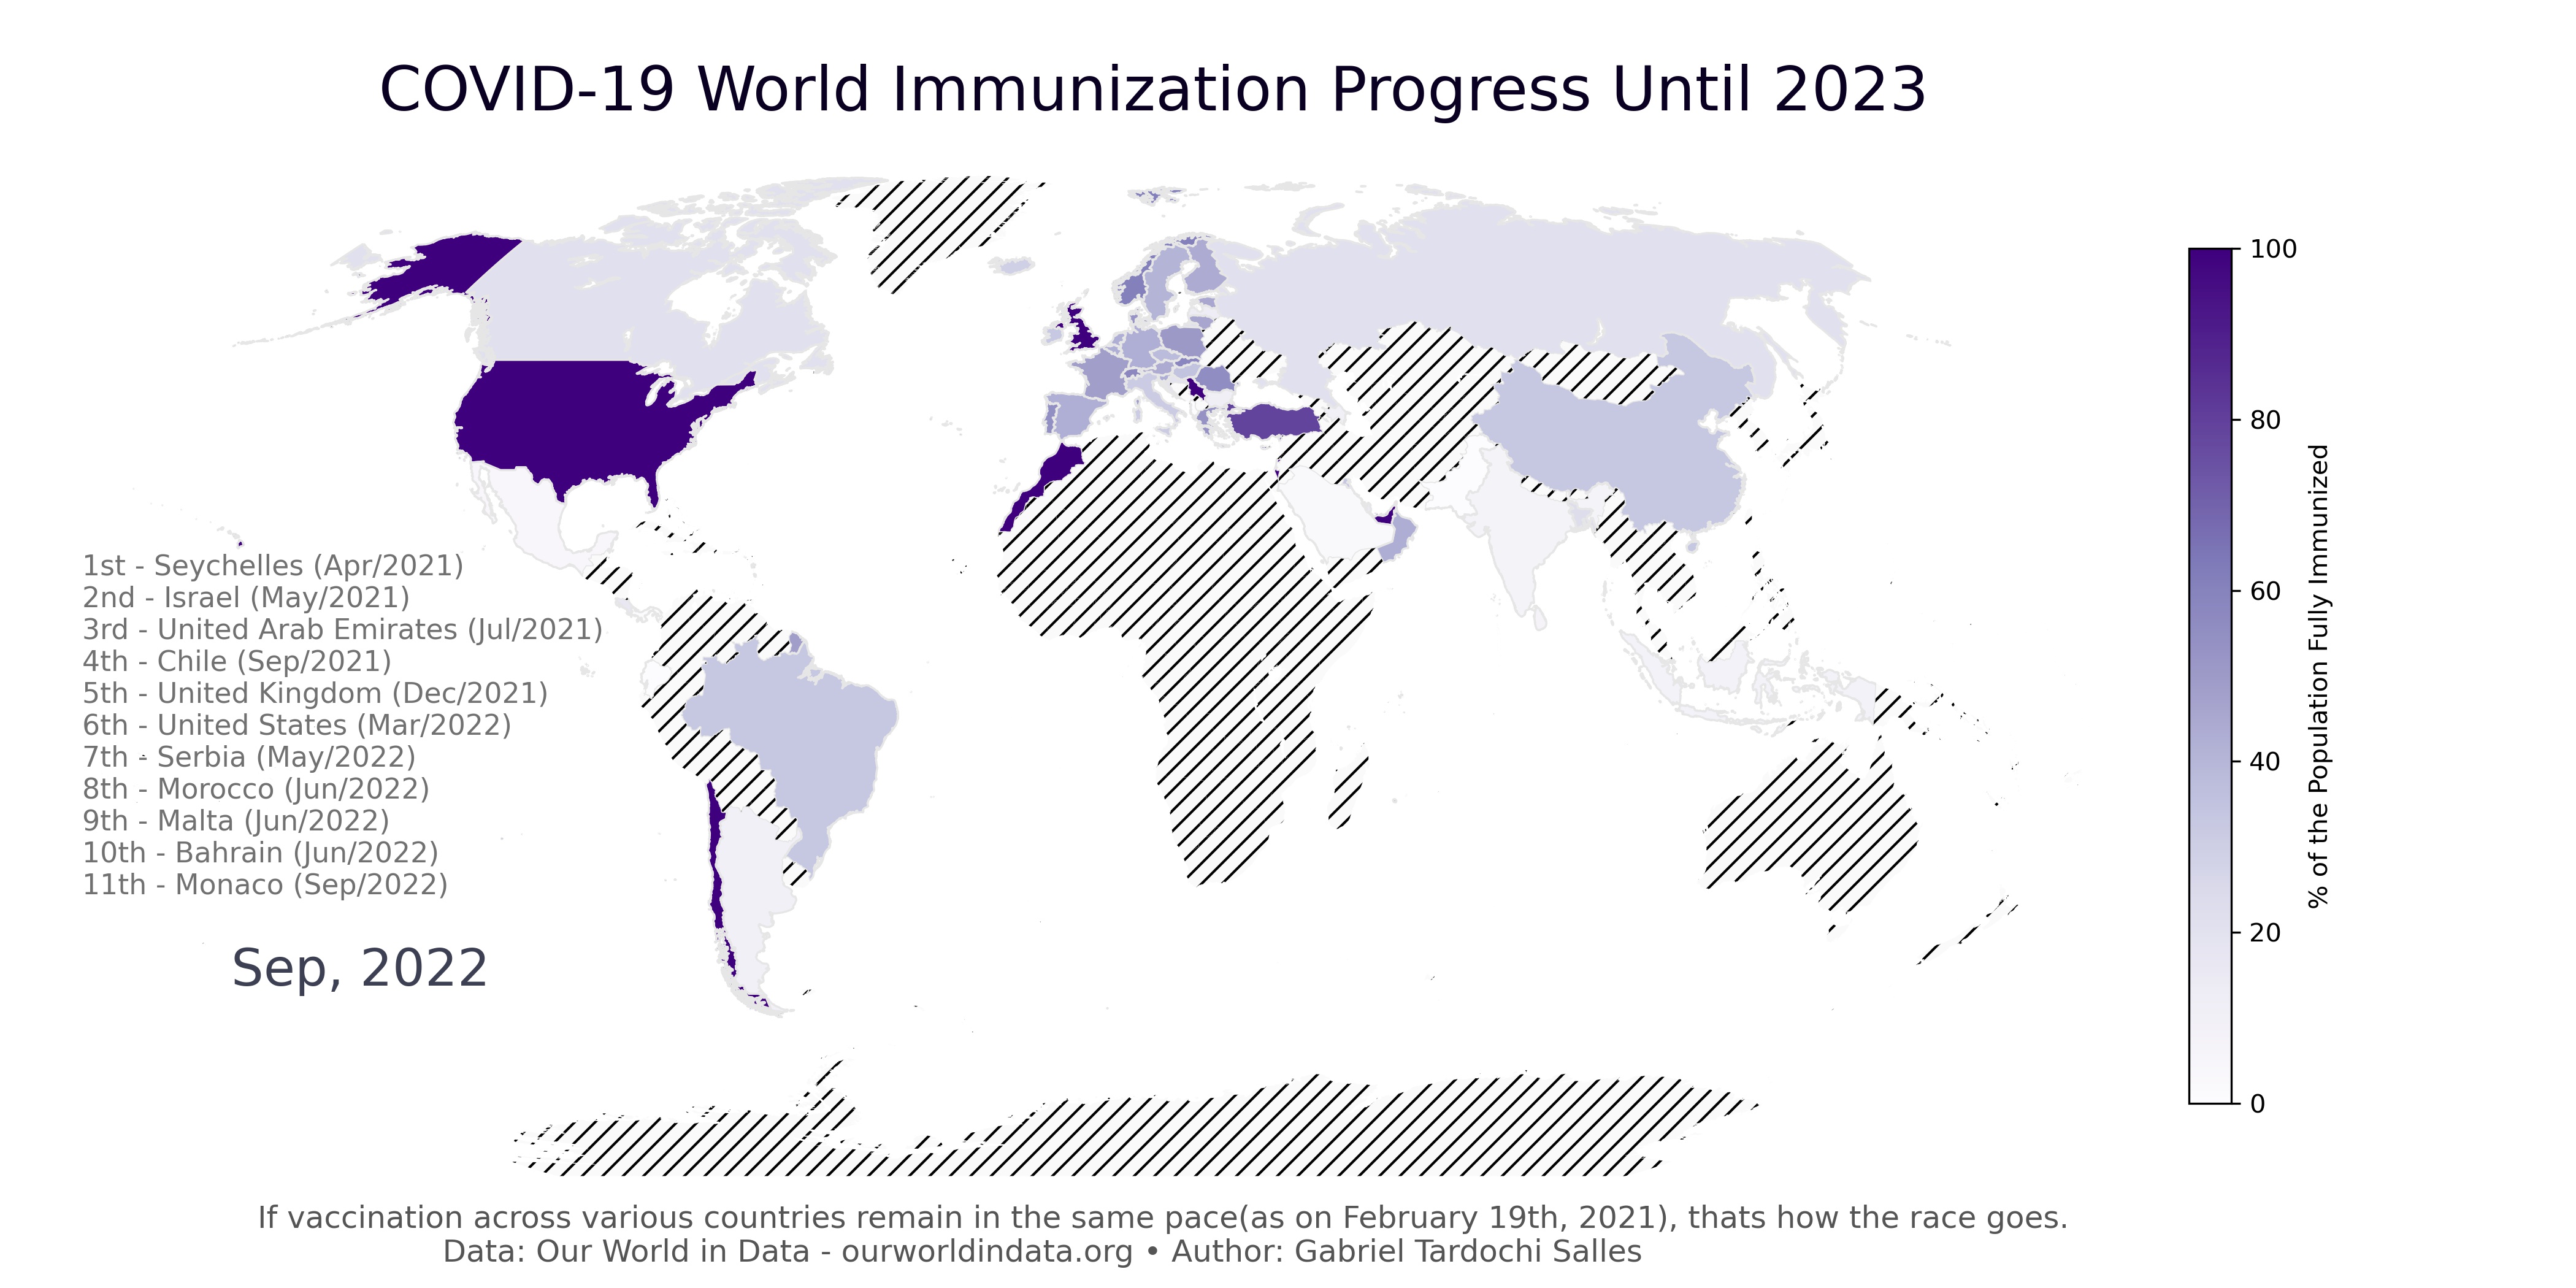 COVID-19 World Immunization Progress Until 2023
100
80
60
40
20
0
% of the Population Fully Immunized
1st - Seychelles (Apr/2021)
2nd - Israel (May/2021)
3rd - United Arab Emirates (Jul/2021)
4th - Chile (Sep/2021)
5th - United Kingdom (Dec/2021)
6th - United States (Mar/2022)
7th - Serbia (May/2022)
8th - Morocco (Jun/2022)
9th - Malta (Jun/2022)
10th - Bahrain (Jun/2022)
11th - Monaco (Sep/2022)
Sep, 2022
If vaccination across various countries remain in the same pace(as on February 19th, 2021), thats how the race goes.
Data: Our World in Data - ourworldindata.org • Author: Gabriel Tardochi Salles